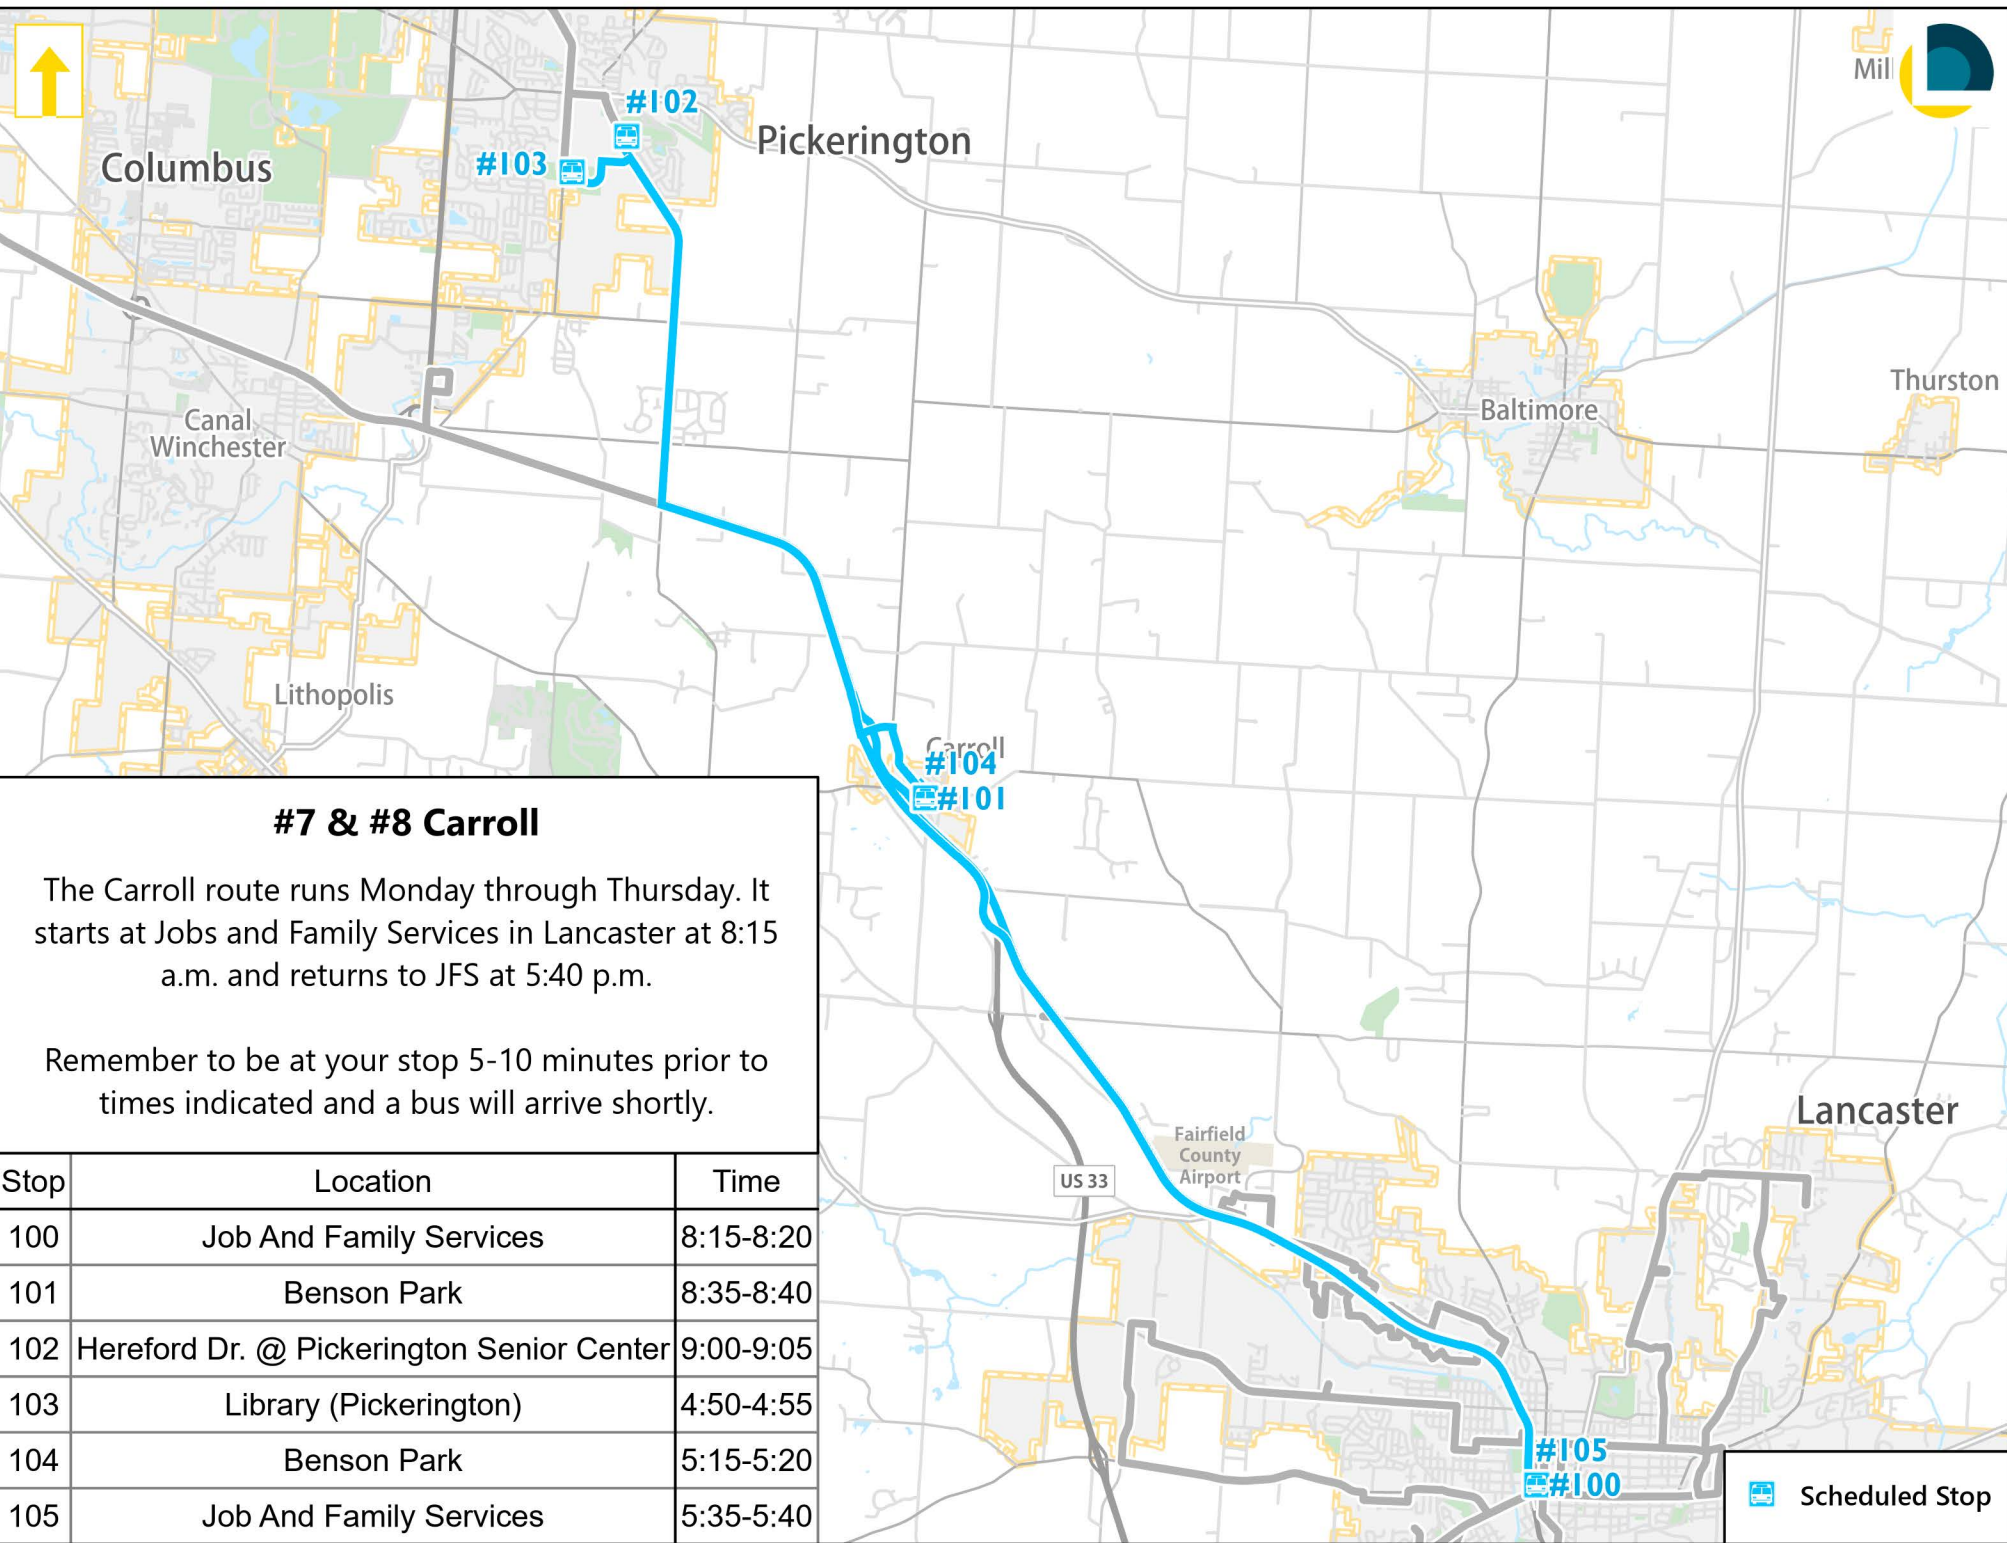 #102
Mil
Pickerington
#103
Columbus
Thurston
Baltimore
Canal
Winchester
Lithopolis
Carroll
#104
#101
#7 & #8 Carroll
The Carroll route runs Monday through Thursday. It
starts at Jobs and Family Services in Lancaster at 8:15
a.m. and returns to JFS at 5:40 p.m.
Remember to be at your stop 5-10 minutes prior to
times indicated and a bus will arrive shortly.
Lancaster
Fairfield
County
Airport
US 33
Stop Location Time
100 Job And Family Services 8:15-8:20
101 Benson Park 8:35-8:40
102 Hereford Dr. @ Pickerington Senior Center 9:00-9:05
103 Library (Pickerington) 4:50-4:55
104 Benson Park 5:15-5:20
105 Job And Family Services 5:35-5:40
#105
#100
Scheduled Stop